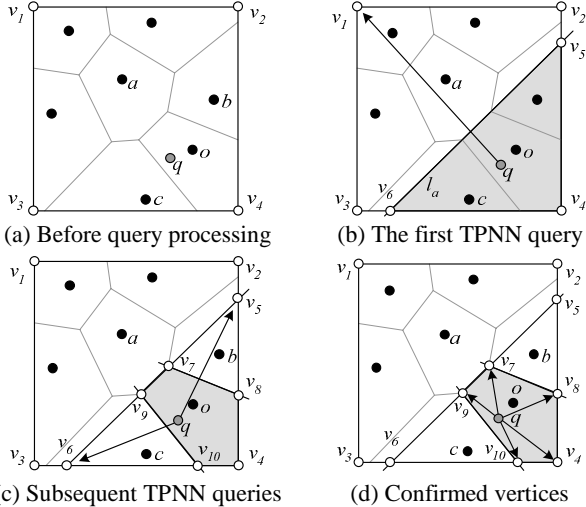 v1 v2 v1 v2
v5
a a
b
o o
q q
v6 la
c c
v3 v4 v3 v4
(a) Before query processing (b) The first TPNN query
v1 v2 v1 v2
v5 v5
a a
v7 b v7 b
v8 o v8
v9 o v9
q q
v6 c v10 v6 c v10
v3 v4 v3 v4
(c) Subsequent TPNN queries (d) Confirmed vertices